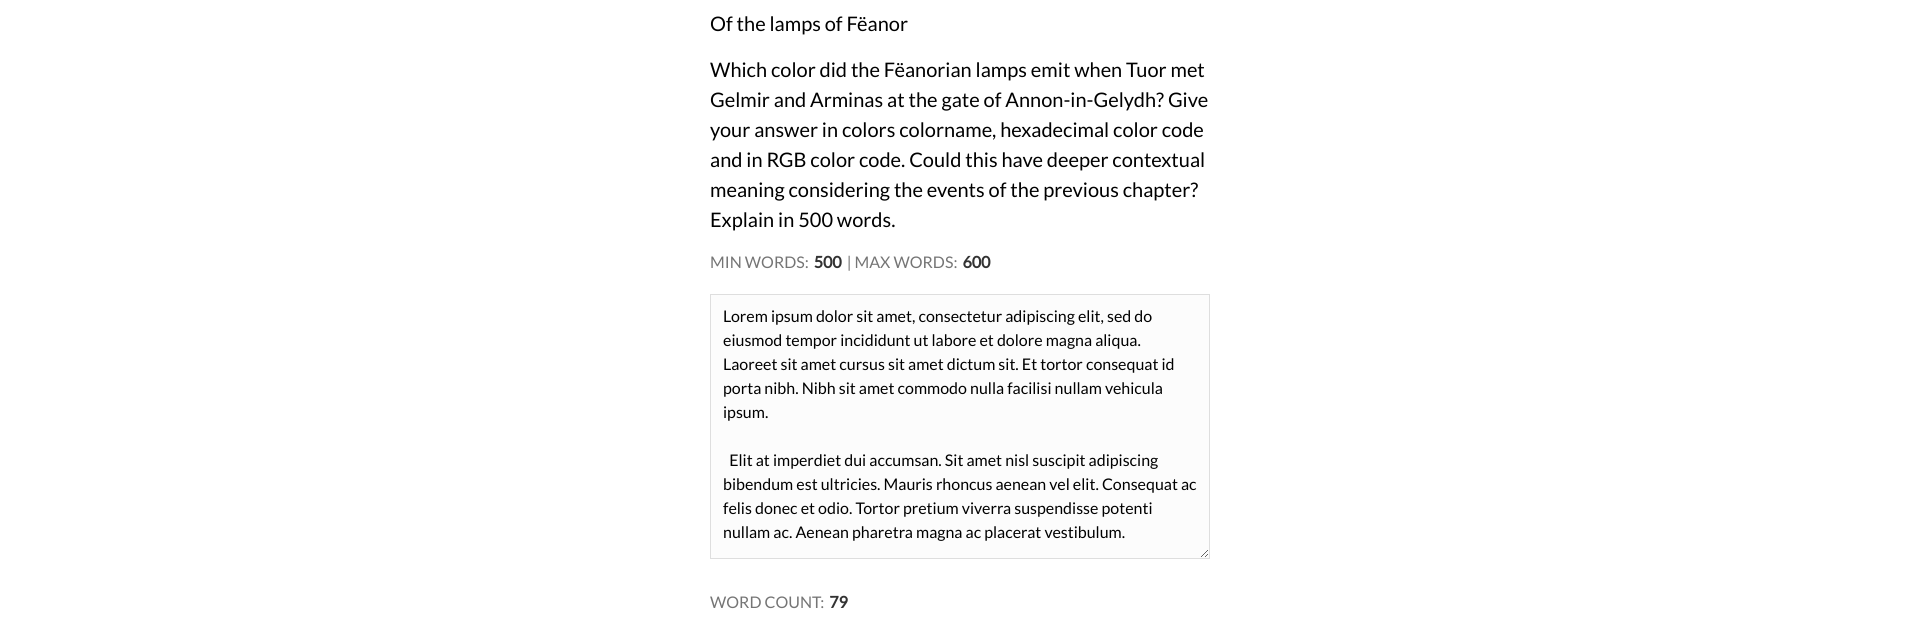 Of the lamps of Fëanor
Which color did the Fëanorian lamps emit when Tuor met
Gelmir and Arminas at the gate of Annon-in-Gelydh? Give
your answer in colors colorname, hexadecimal color code
and in RGB color code. Could this have deeper contextual
meaning considering the events of the previous chapter?
Explain in 500 words.
MIN WORDS: 500 | MAX WORDS: 600
Lorem ipsum dolor sit amet, consectetur adipiscing elit, sed do
eiusmod tempor incididunt ut labore et dolore magna aliqua.
Laoreet sit amet cursus sit amet dictum sit. Et tortor consequat id
porta nibh. Nibh sit amet commodo nulla facilisi nullam vehicula
ipsum.
Elit at imperdiet dui accumsan. Sit amet nisl suscipit adipiscing
bibendum est ultricies. Mauris rhoncus aenean vel elit. Consequat ac
felis donec et odio. Tortor pretium viverra suspendisse potenti
nullam ac. Aenean pharetra magna ac placerat vestibulum.
WORD COUNT: 79